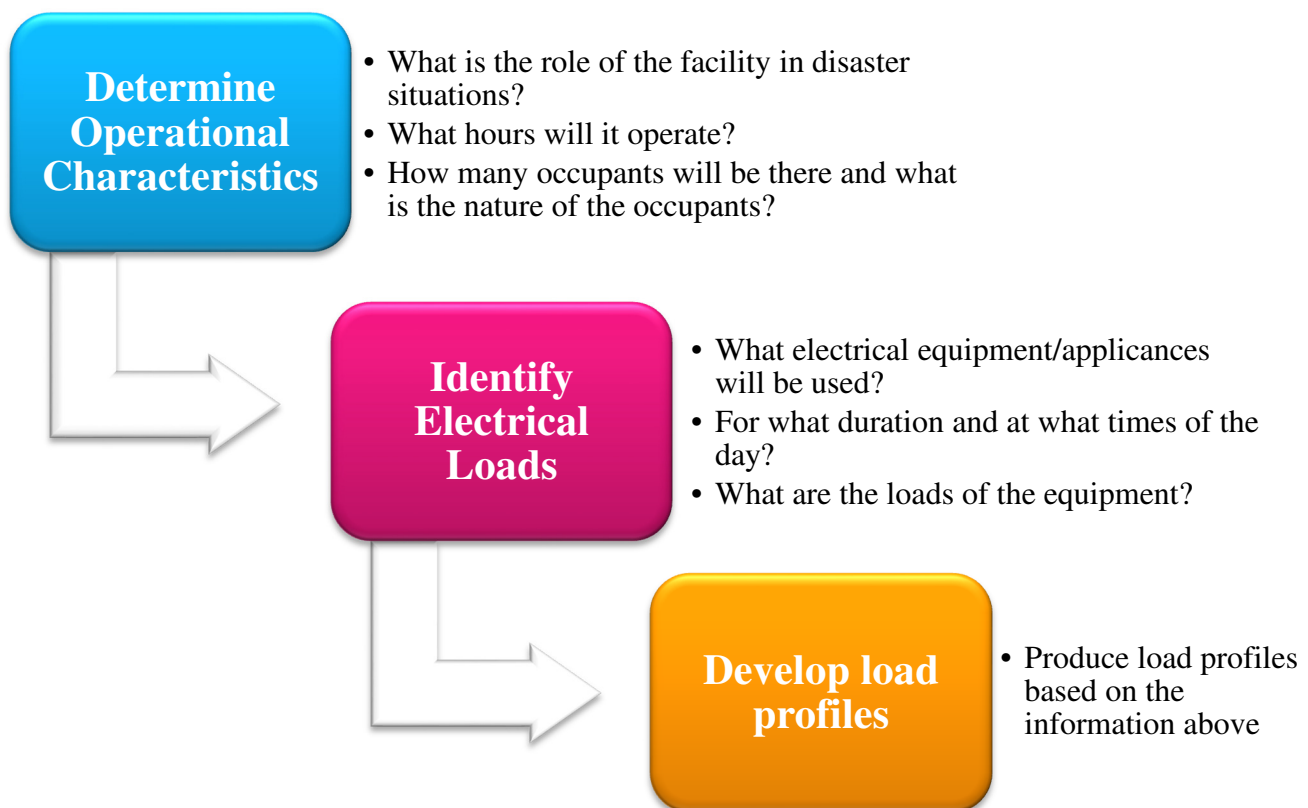 Determine
Operational
Characteristics
• What is the role of the facility in disaster
situations?
• What hours will it operate?
• How many occupants will be there and what
is the nature of the occupants?
Identify
Electrical
Loads
• What electrical equipment/applicances
will be used?
• For what duration and at what times of the
day?
• What are the loads of the equipment?
Develop load
profiles
• Produce load profiles
based on the
information above